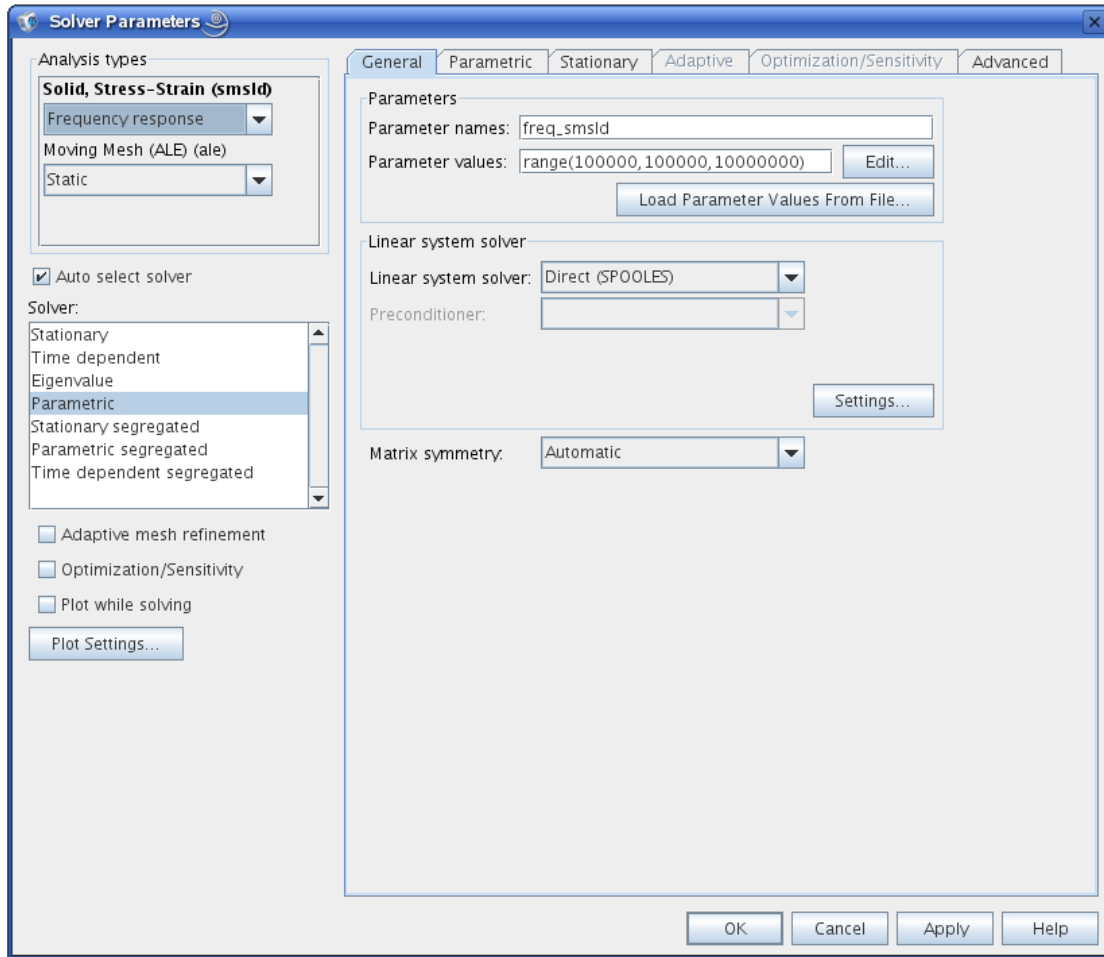 Solver Parameters
Analysis types
Solid, Stress-Strain (smsld)
Frequency response
Moving Mesh (ALE) (ale)
Static
Auto select solver
Solver:
Stationary
Time dependent
Eigenvalue
Parametric
Stationary segregated
Parametric segregated
Time dependent segregated
Adaptive mesh refinement
Optimization/Sensitivity
Plot while solving
Plot Settings...
General Parametric Stationary Adaptive Optimization/Sensitivity Advanced
Parameters
Parameter names: freq_smsld
Parameter values: range(100000,100000,10000000) Edit...
Load Parameter Values From File...
Linear system solver
Linear system solver: Direct (SPOOLES)
Preconditioner:
Settings...
Matrix symmetry: Automatic
OK Cancel Apply Help